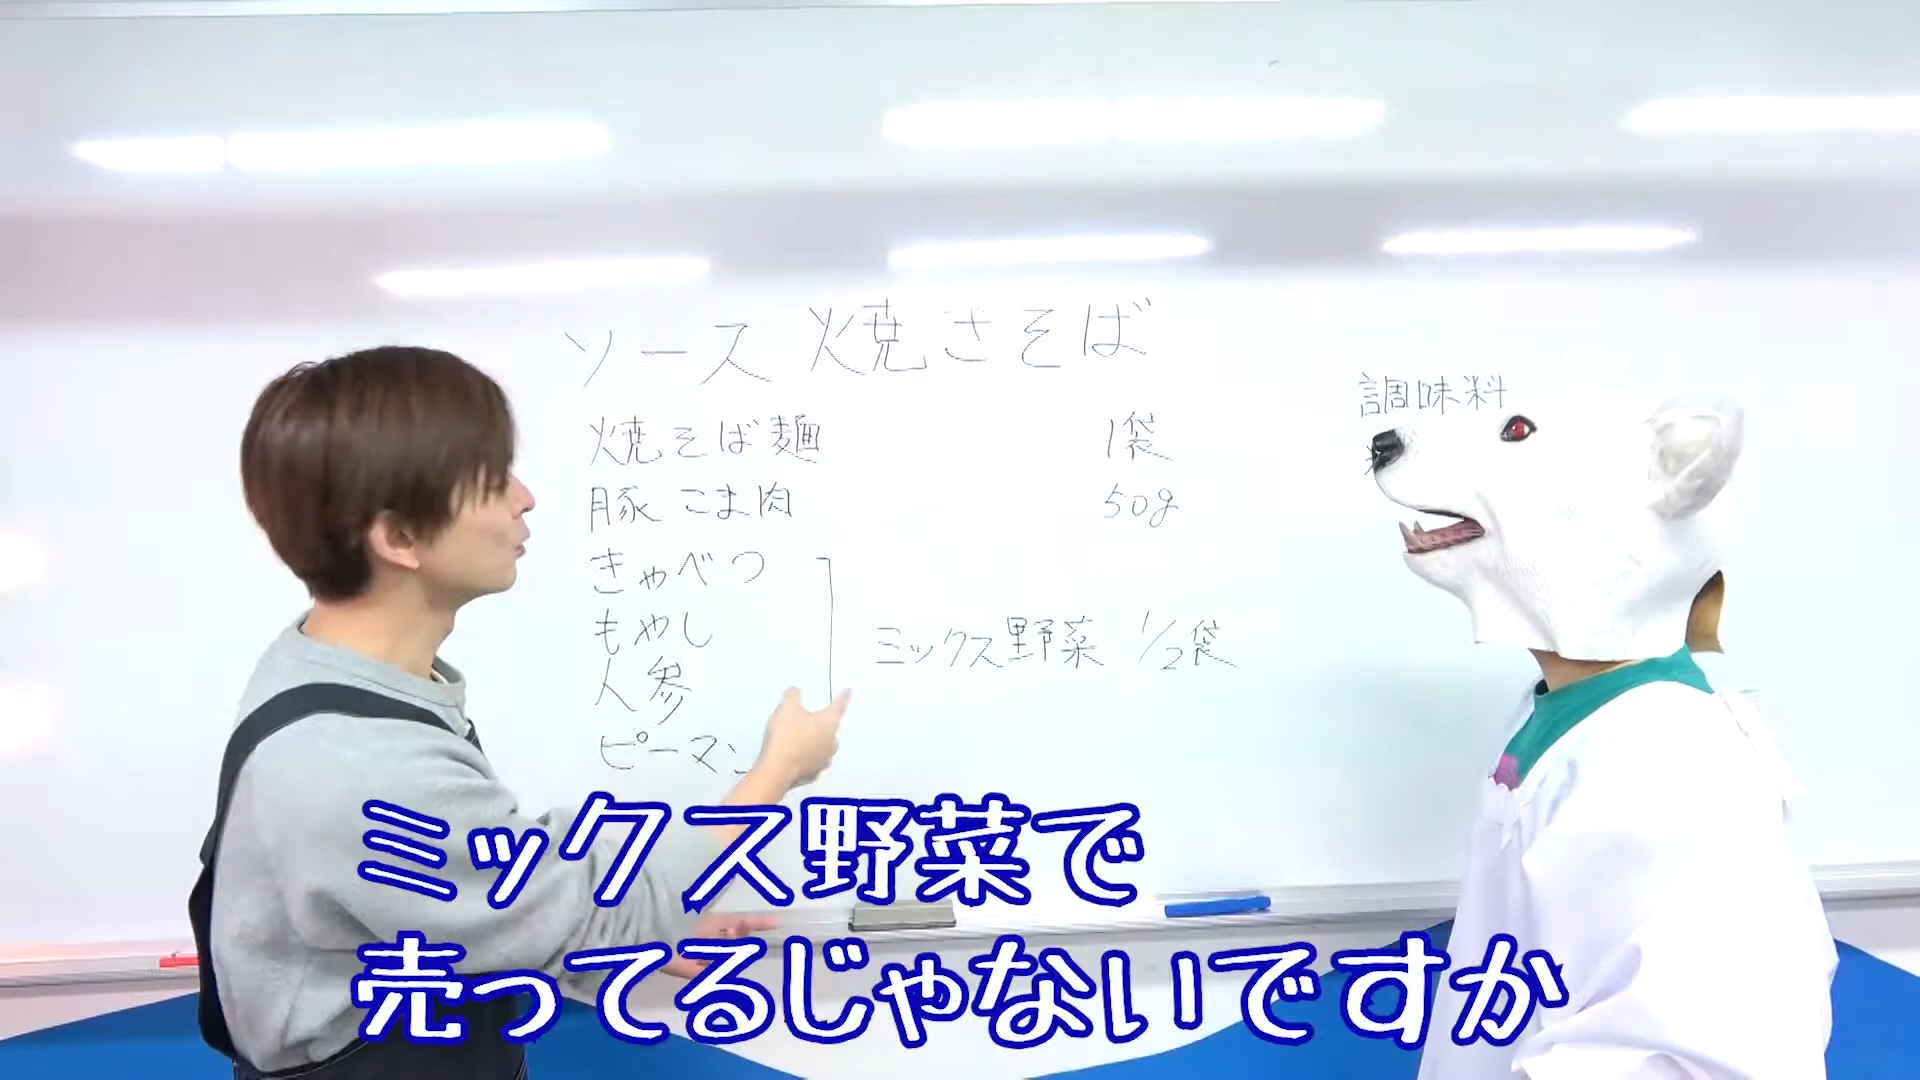 ソース焼きそば
調味料
焼そば麺 1袋
豚こま肉 50g
きゃべつ
もやし
ミックス野菜 1/2袋
人参
ピーマン
ミックス野菜で
売ってるじゃないですか